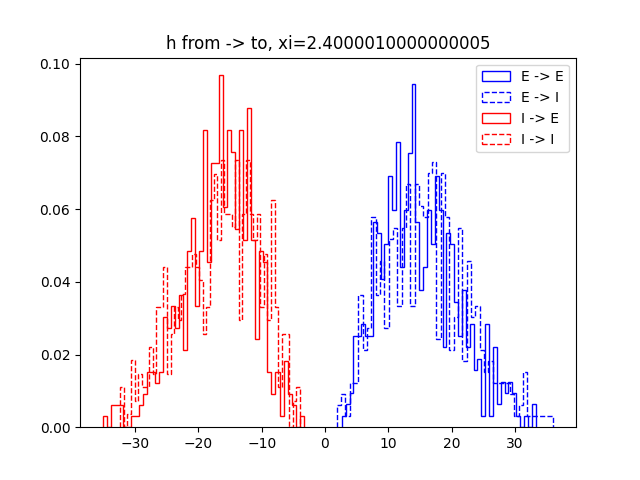 h from -> to, xi=2.4000010000000005
E -> E
E -> I
I -> E
I -> I
0.10
0.08
0.06
0.04
0.02
0.00
−30
−20
−10
0
10
20
30